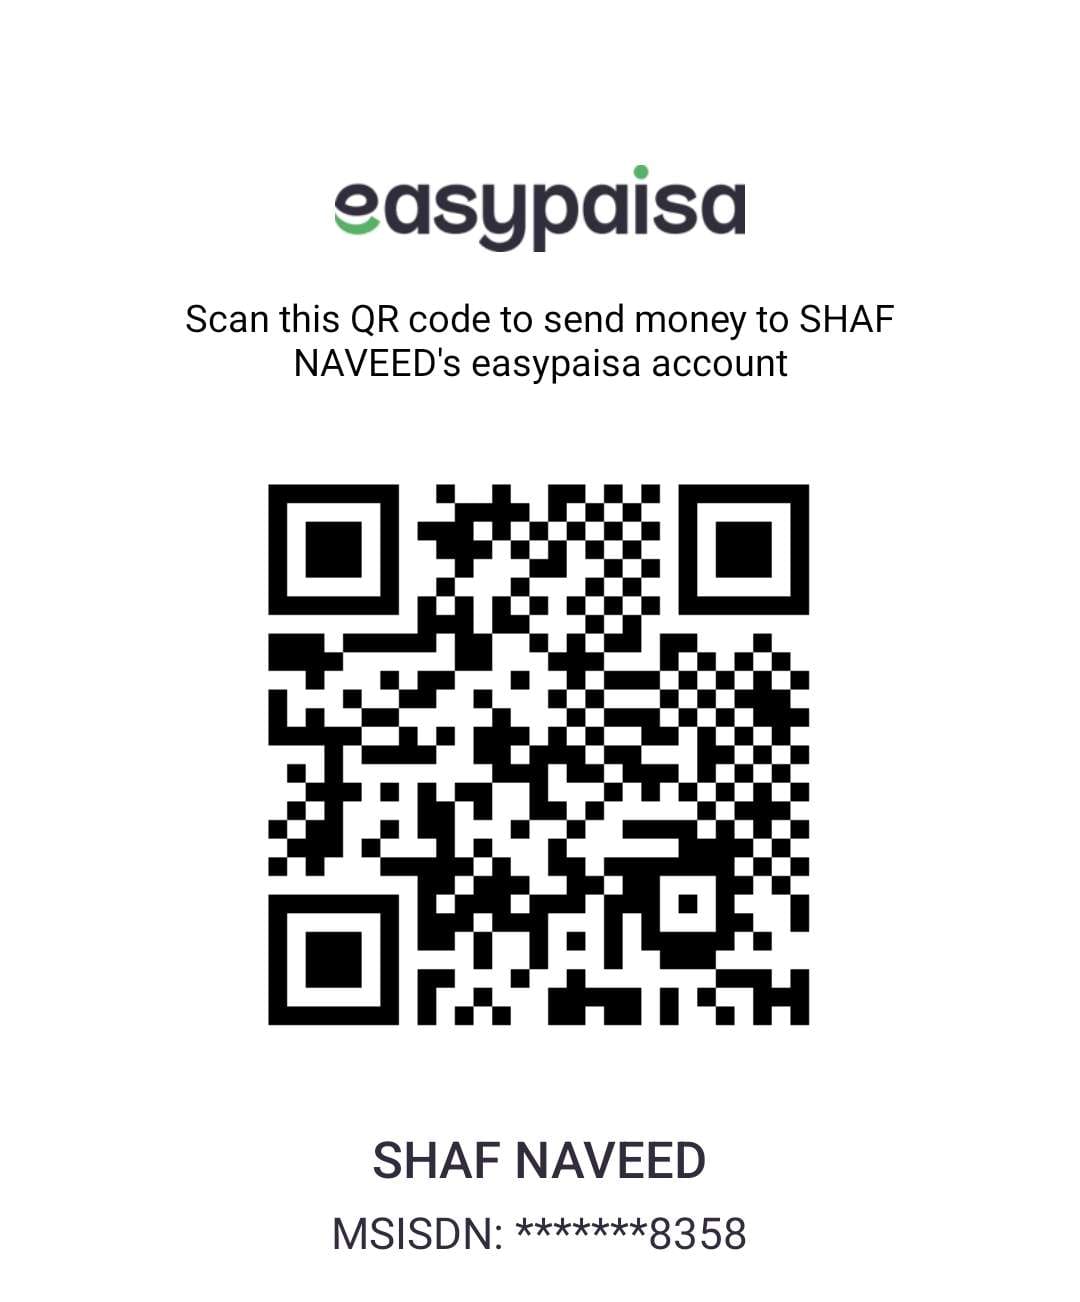 easypaisa
Scan this QR code to send money to SHAF
NAVEED's easypaisa account
SHAF NAVEED
MSISDN: *******8358